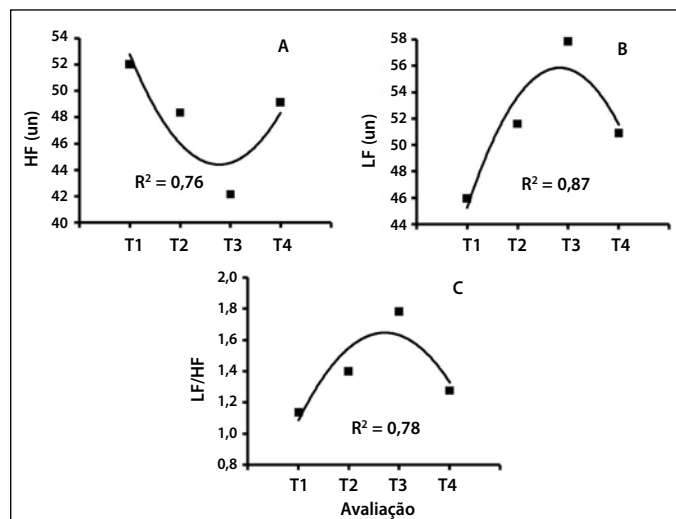 A
HF (un)
54
52
50
48
46
44
42
40
R² = 0,76
T1 T2 T3 T4
B
LF (un)
58
56
54
52
50
48
46
44
R² = 0,87
T1 T2 T3 T4
C
LF/HF
2,0
1,8
1,6
1,4
1,2
1,0
0,8
R² = 0,78
T1 T2 T3 T4
Avaliação